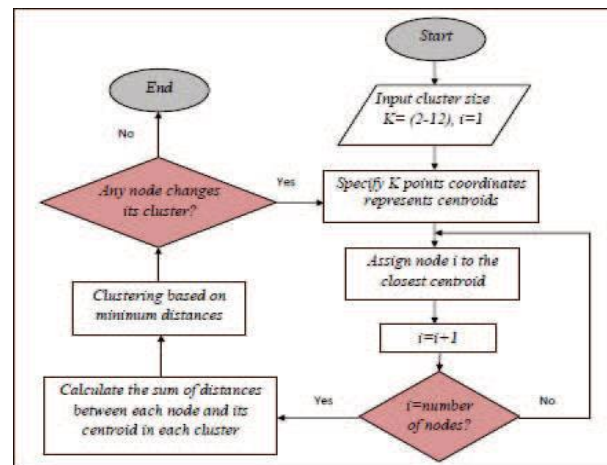 Start
Input cluster size
K= (2-12), i=1
Specify K points coordinates
represents centroids
Assign node i to the
closest centroid
i=i+1
i=number
of nodes?
No
Yes
Calculate the sum of distances
between each node and its
centroid in each cluster
Clustering based on
minimum distances
Any node changes
its cluster?
Yes
No
End